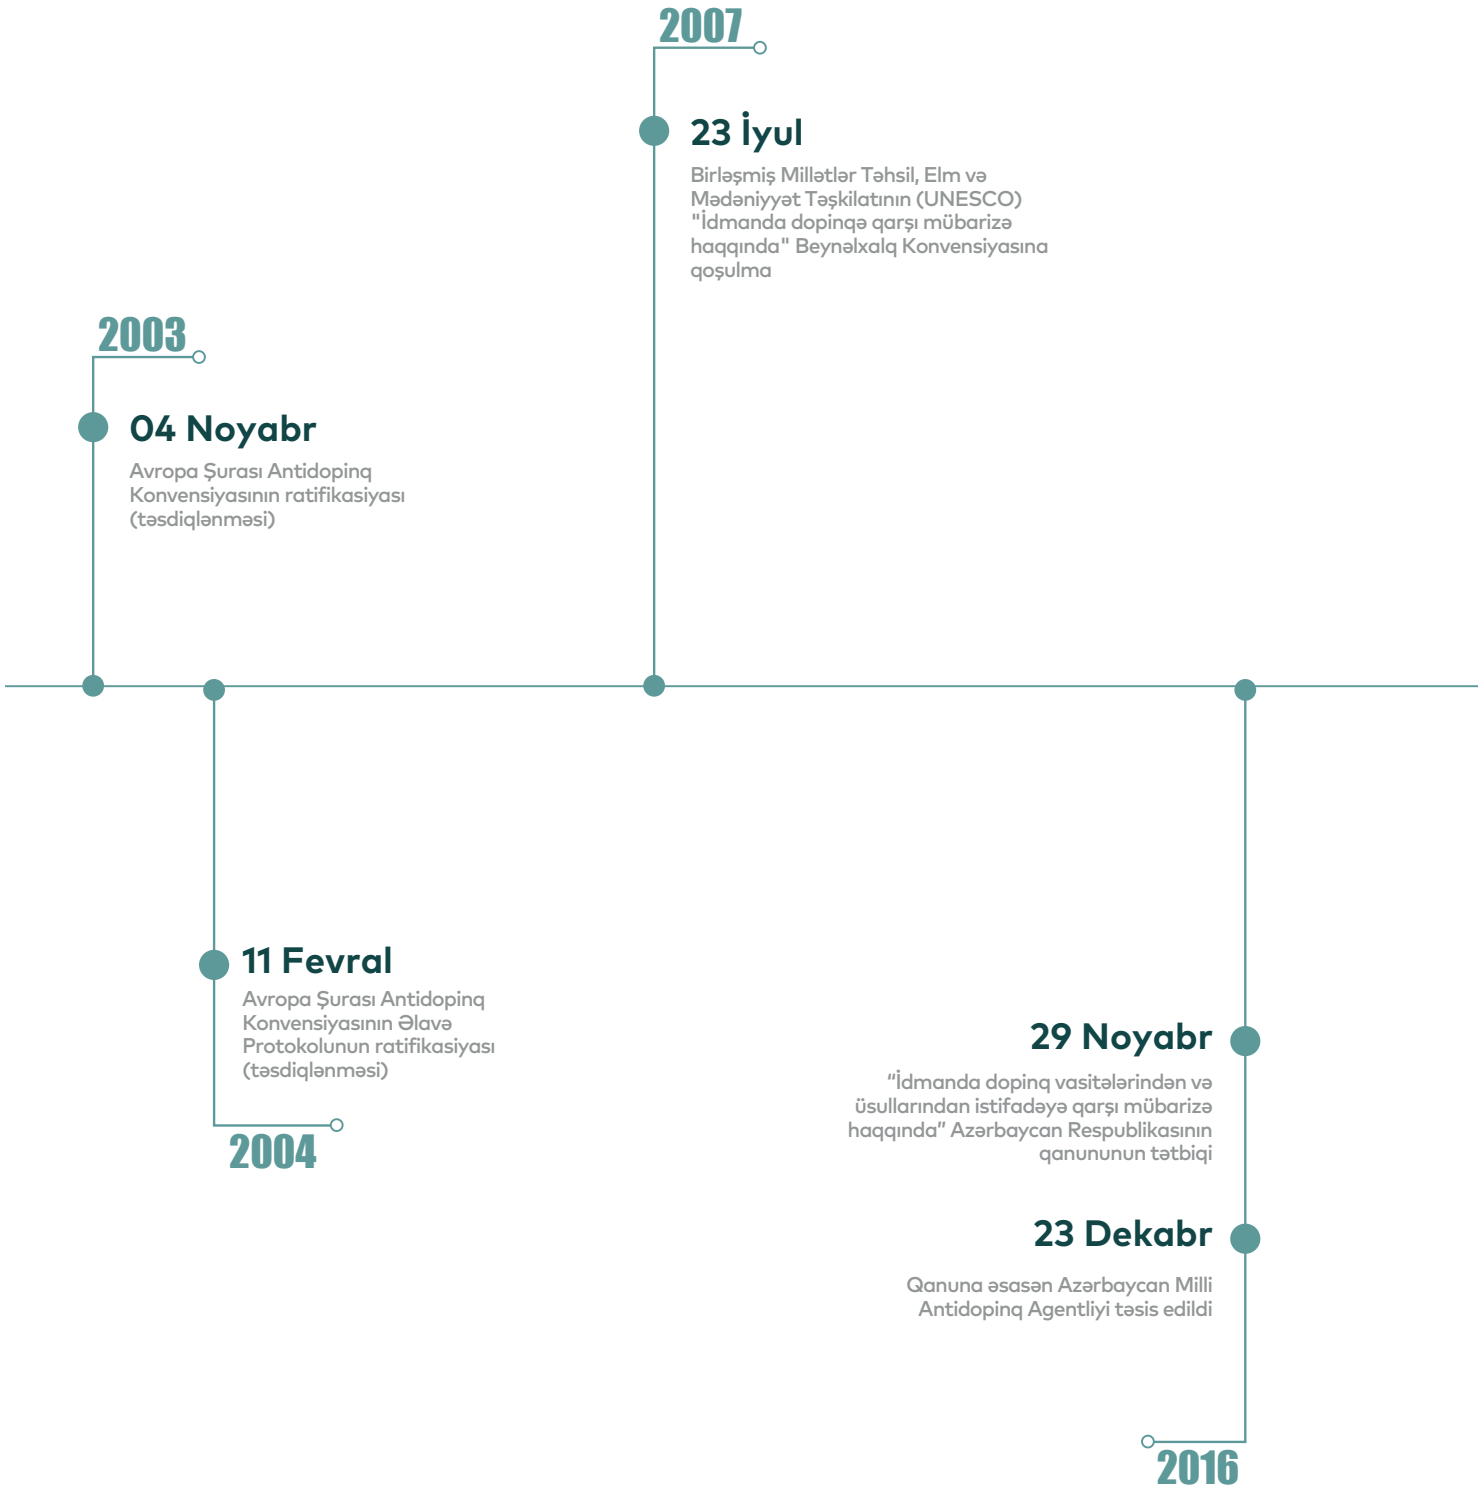 2003
04 Noyabr
Avropa Şurası Antidopinq
Konvensiyasının ratifikasiyası
(təsdiqlənməsi)
11 Fevral
Avropa Şurası Antidopinq
Konvensiyasının Əlavə
Protokolunun ratifikasiyası
(təsdiqlənməsi)
2004
2007
23 İyul
Birləşmiş Millətlər Təhsil, Elm və
Mədəniyyət Təşkilatının (UNESCO)
"İdmanda dopinqə qarşı mübarizə
haqqında" Beynəlxalq Konvensiyasına
qoşulma
29 Noyabr
“İdmanda dopinq vasitələrindən və
üsullarından istifadəyə qarşı mübarizə
haqqında” Azərbaycan Respublikasının
qanununun tətbiqi
23 Dekabr
Qanuna əsasən Azərbaycan Milli
Antidopinq Agentliyi təsis edildi
2016